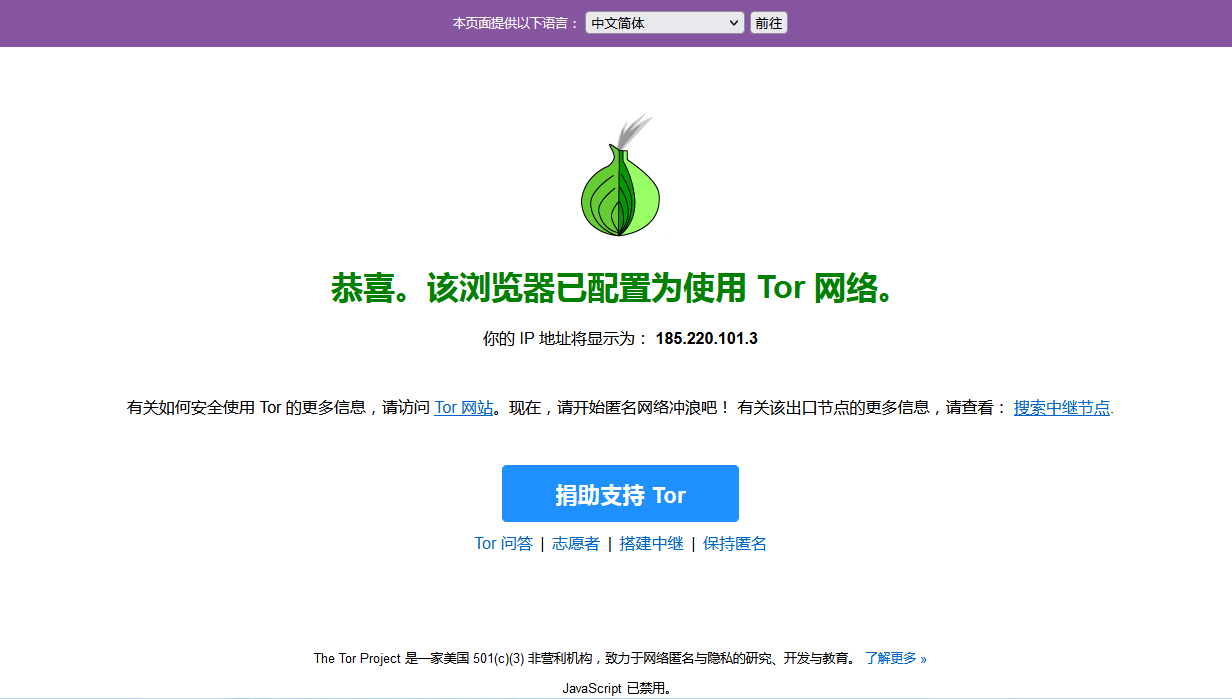 本页面提供以下语言： 中文简体 前往
恭喜。该浏览器已配置为使用 Tor 网络。
你的 IP 地址将显示为： 185.220.101.3
有关如何安全使用 Tor 的更多信息，请访问 Tor 网站。现在，请开始匿名网络冲浪吧！ 有关该出口节点的更多信息，请查看： 搜索中继节点.
捐助支持 Tor
Tor 问答 | 志愿者 | 搭建中继 | 保持匿名
The Tor Project 是一家美国 501(c)(3) 非营利机构，致力于网络匿名与隐私的研究、开发与教育。 了解更多 »
JavaScript 已禁用。